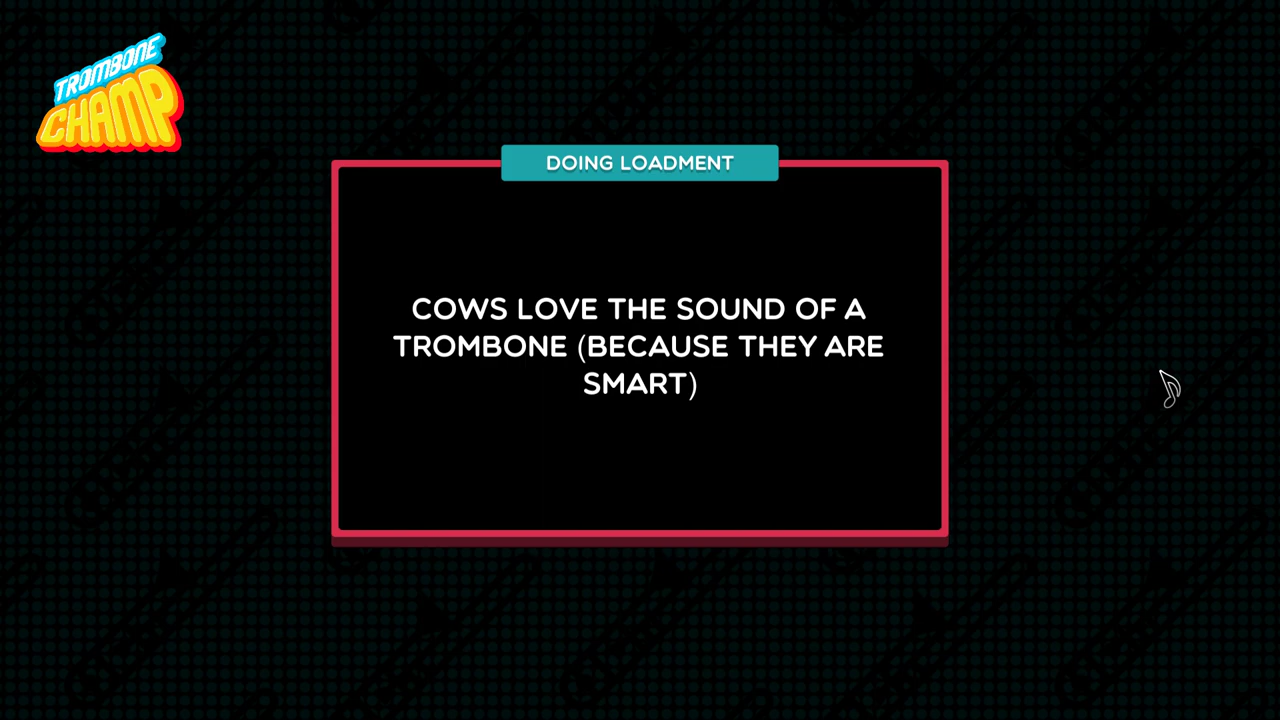 TROMBONE
CHAMP
DOING LOADMENT
COWS LOVE THE SOUND OF A
TROMBONE (BECAUSE THEY ARE
SMART)